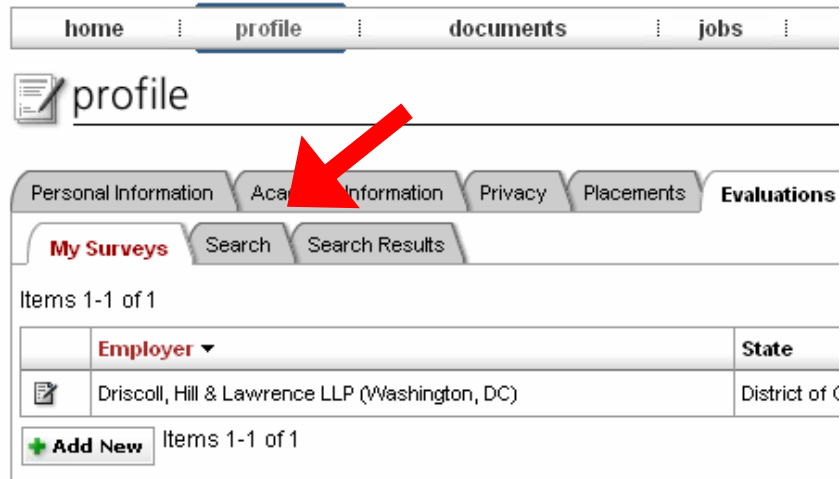 home profile documents jobs
profile
Personal Information Information Privacy Placements Evaluations
My Surveys Search Search Results
Items 1-1 of 1
Employer State
Driscoll, Hill & Lawrence LLP (Washington, DC) District of
Add New Items 1-1 of 1